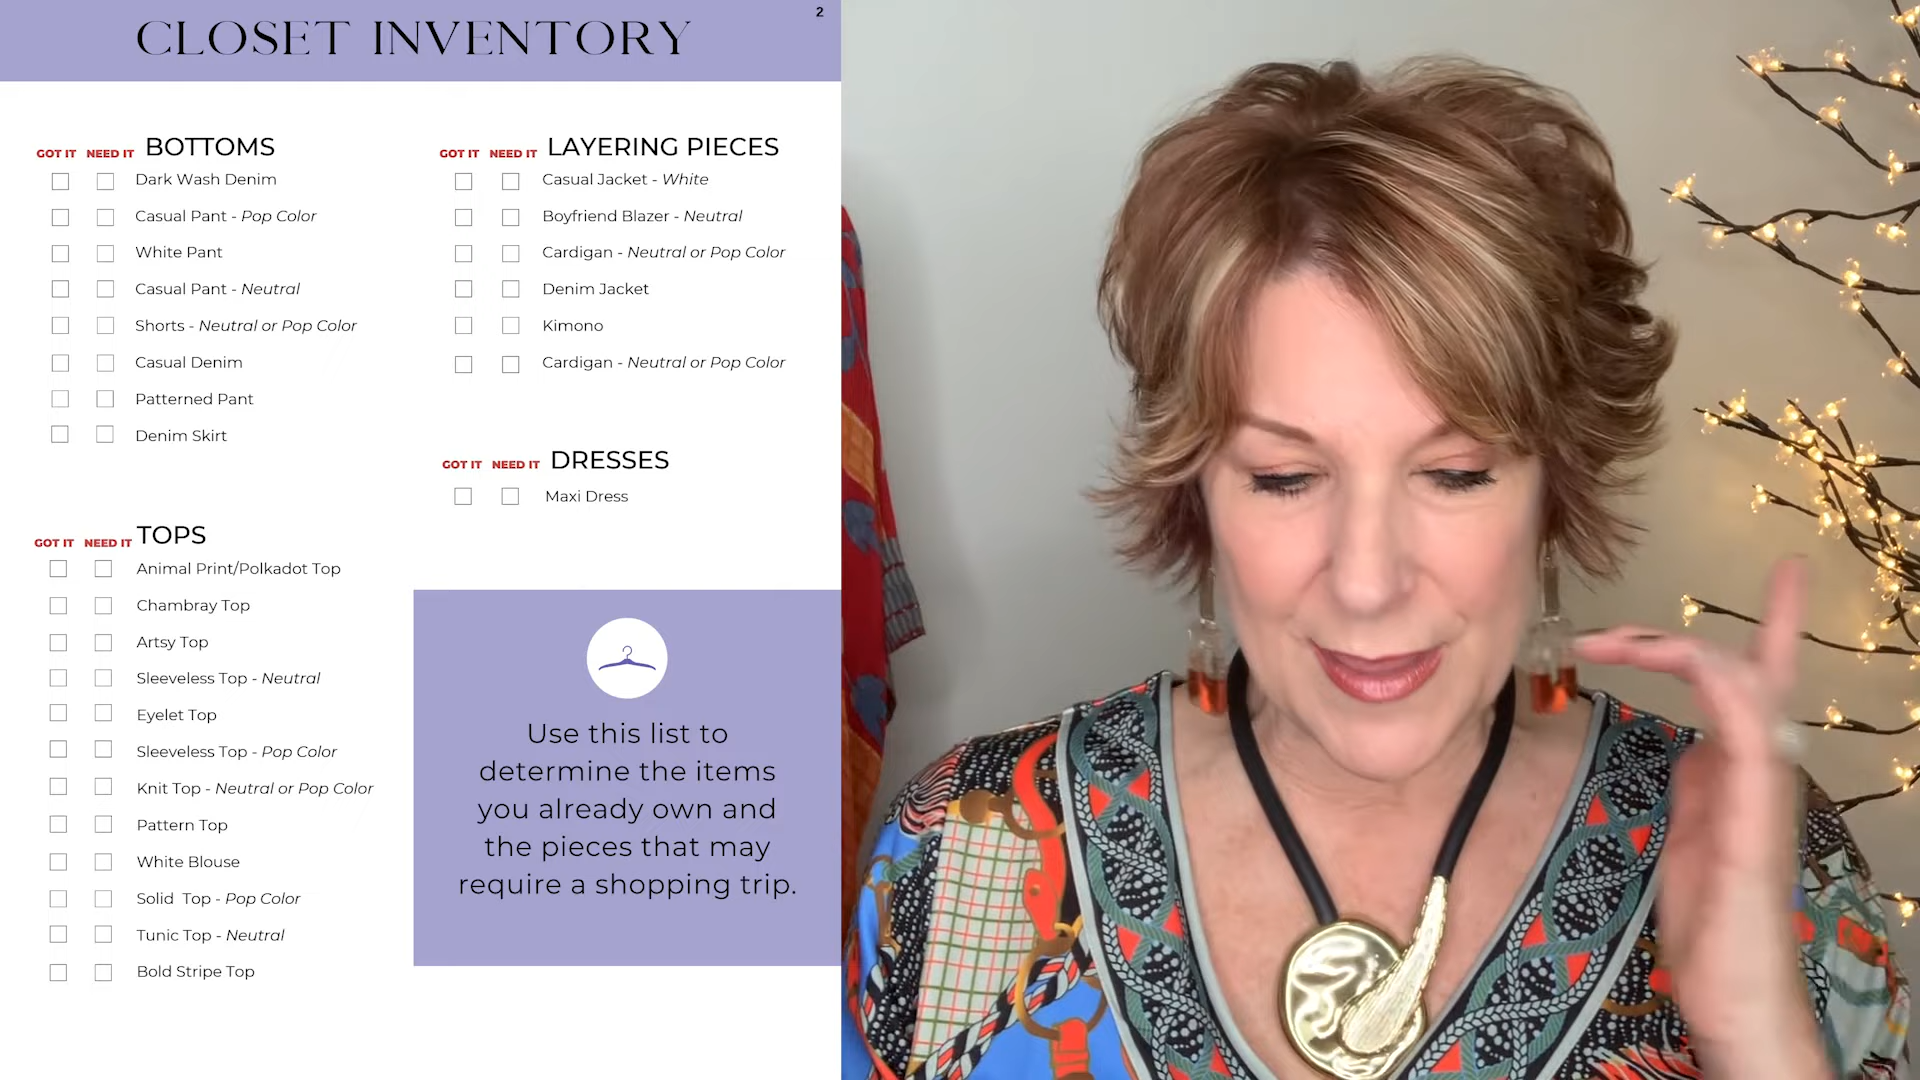 CLOSET INVENTORY
2
GOT IT NEED IT BOTTOMS
Dark Wash Denim
Casual Pant - Pop Color
White Pant
Casual Pant - Neutral
Shorts - Neutral or Pop Color
Casual Denim
Patterned Pant
Denim Skirt
GOT IT NEED IT TOPS
Animal Print/Polkadot Top
Chambray Top
Artsy Top
Sleeveless Top - Neutral
Eyelet Top
Sleeveless Top - Pop Color
Knit Top - Neutral or Pop Color
Pattern Top
White Blouse
Solid Top - Pop Color
Tunic Top - Neutral
Bold Stripe Top
GOT IT NEED IT LAYERING PIECES
Casual Jacket - White
Boyfriend Blazer - Neutral
Cardigan - Neutral or Pop Color
Denim Jacket
Kimono
Cardigan - Neutral or Pop Color
GOT IT NEED IT DRESSES
Maxi Dress
Use this list to
determine the items
you already own and
the pieces that may
require a shopping trip.